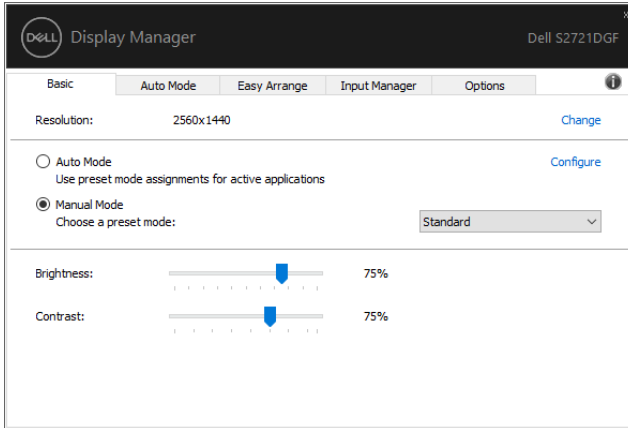 DELL Display Manager Dell S2721DGF
Basic Auto Mode Easy Arrange Input Manager Options
Resolution: 2560x1440 Change
Auto Mode Configure
Use preset mode assignments for active applications
Manual Mode
Choose a preset mode: Standard
Brightness: 75%
Contrast: 75%